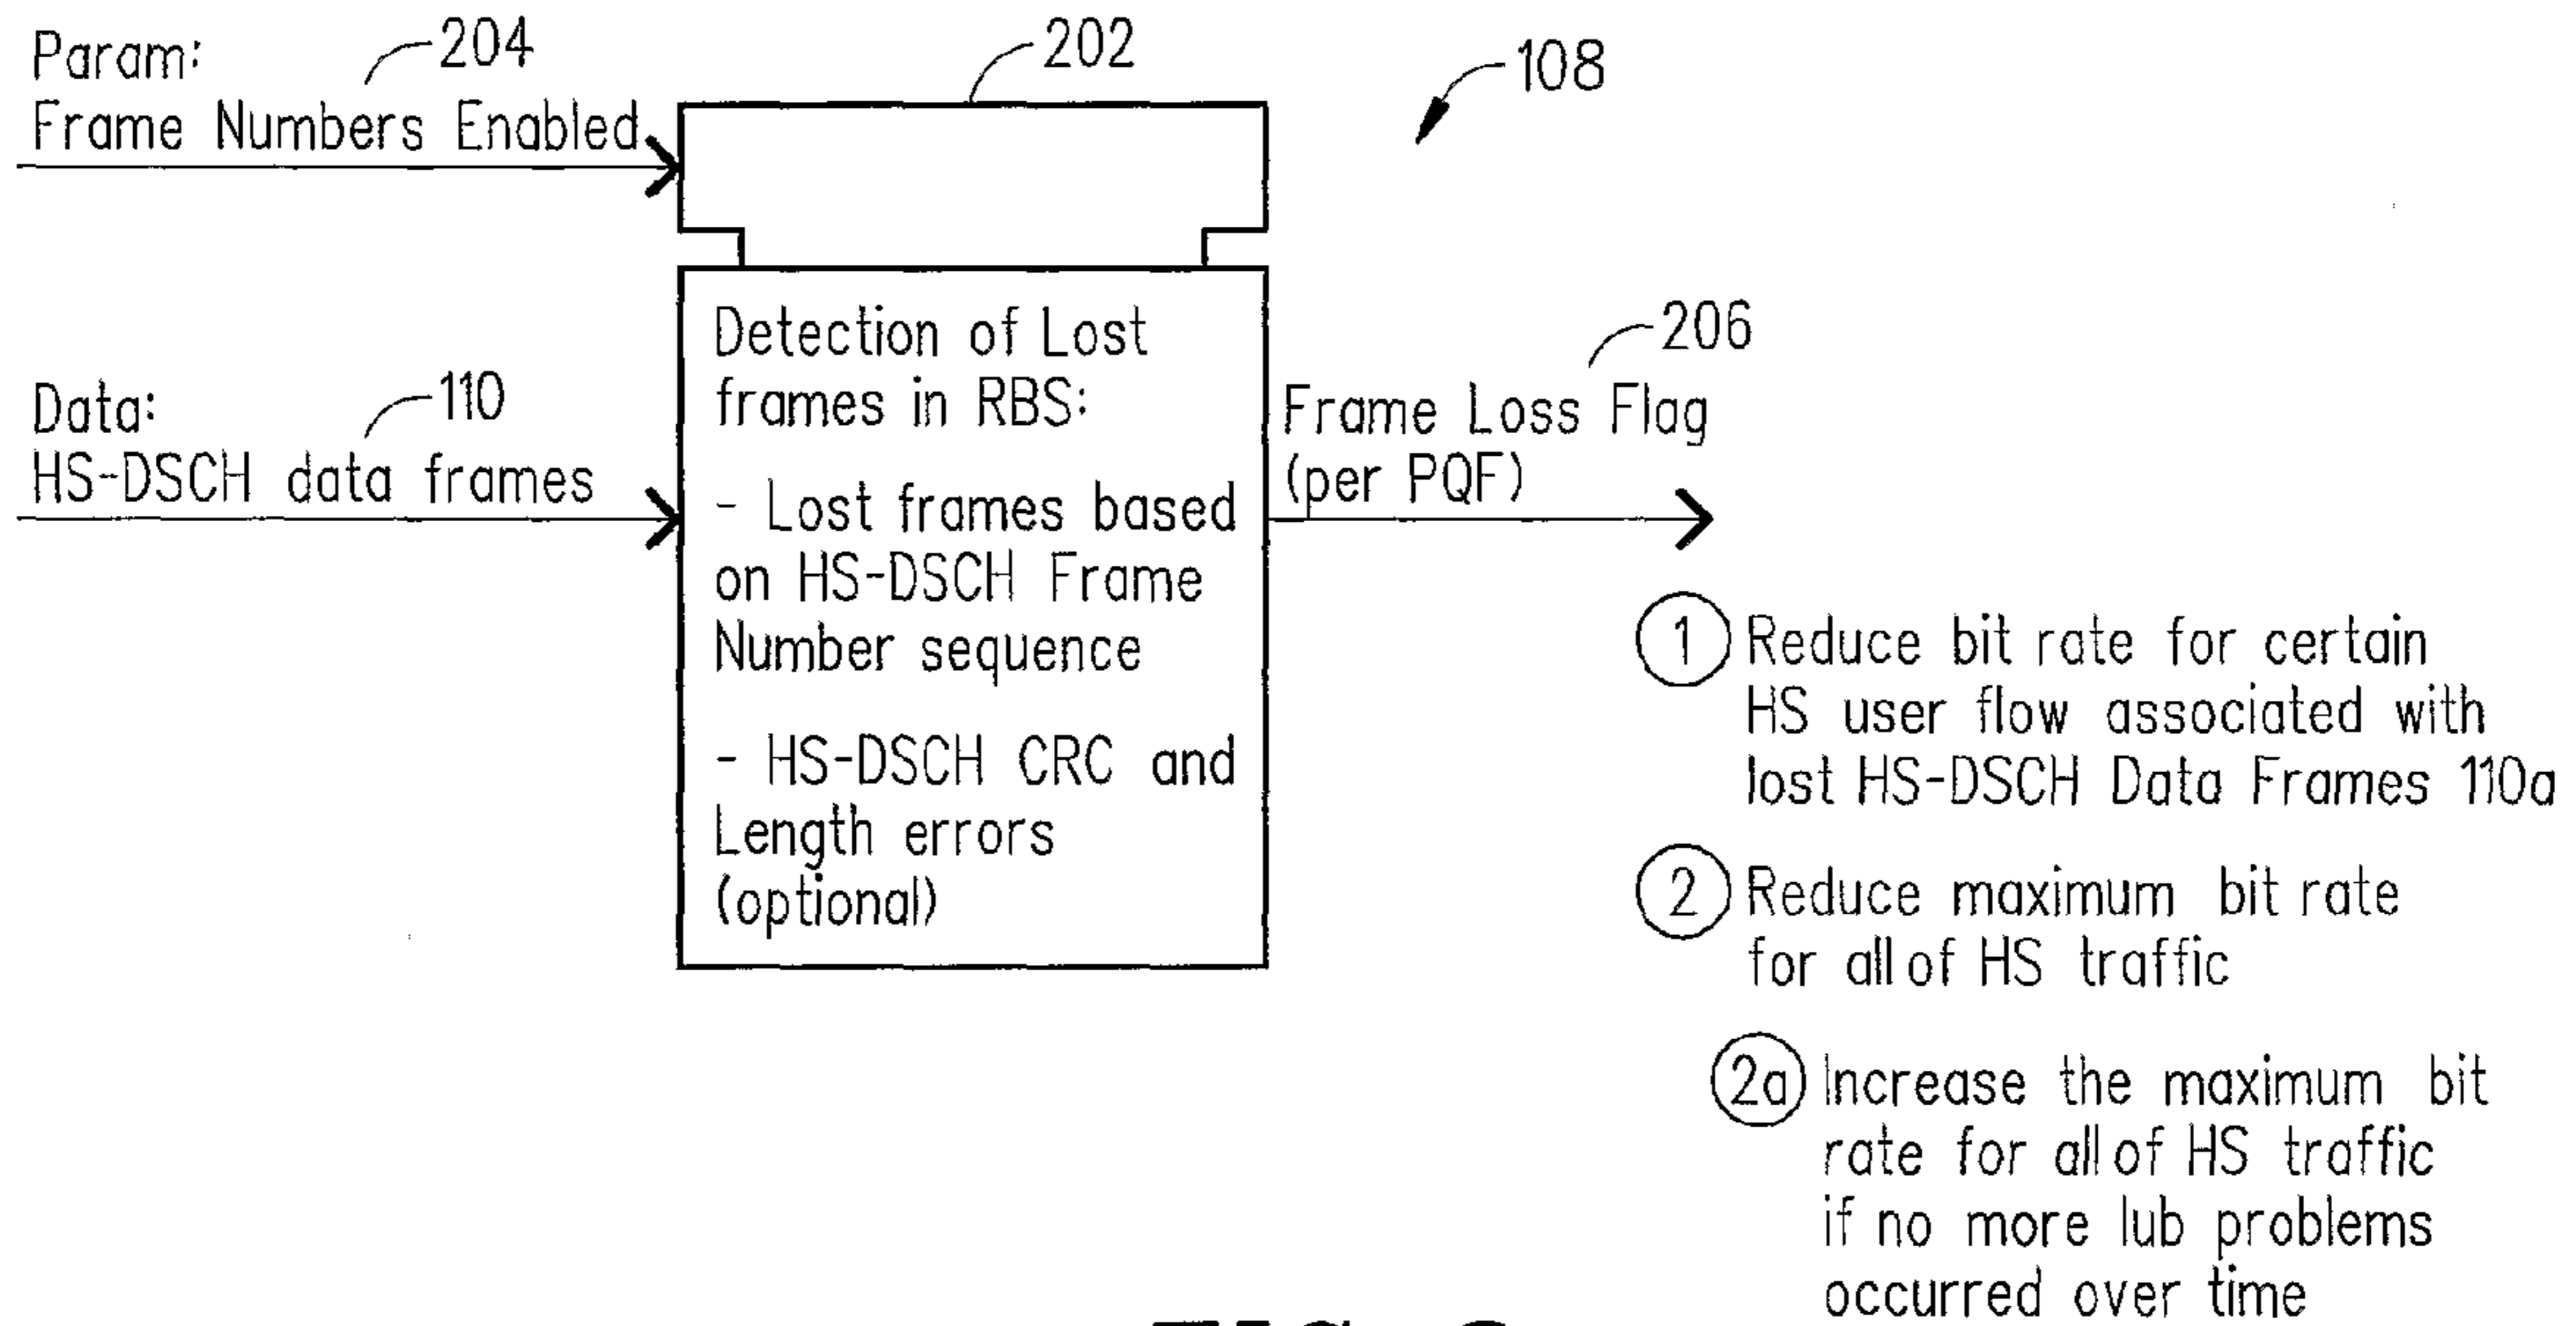 Param:
204
Frame Numbers Enabled
202
108
Data:
110
HS-DSCH data frames
Detection of Lost
frames in RBS:
- Lost frames based
on HS-DSCH Frame
Number sequence
- HS-DSCH CRC and
Length errors
(optional)
206
Frame Loss Flag
(per PQF)
1 Reduce bit rate for certain
HS user flow associated with
lost HS-DSCH Data Frames 110a
2 Reduce maximum bit rate
for all of HS traffic
2a Increase the maximum bit
rate for all of HS traffic
if no more Iub problems
occurred over time